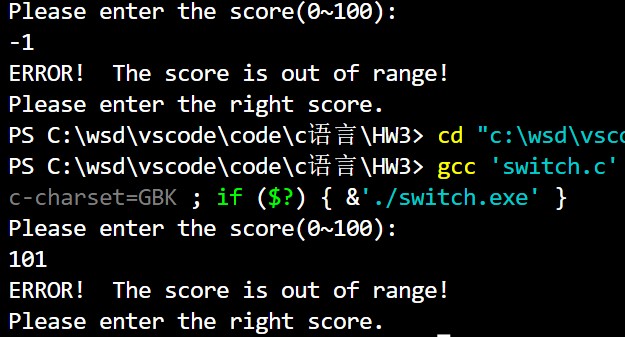 Please enter the score(0~100):
-1
ERROR!  The score is out of range!
Please enter the right score.
PS C:\wsd\vscode\code\c语言\HW3> cd "c:\wsd\vsc
PS C:\wsd\vscode\code\c语言\HW3> gcc 'switch.c'
c-charset=GBK ; if ($?) { &'./switch.exe' }
Please enter the score(0~100):
101
ERROR!  The score is out of range!
Please enter the right score.